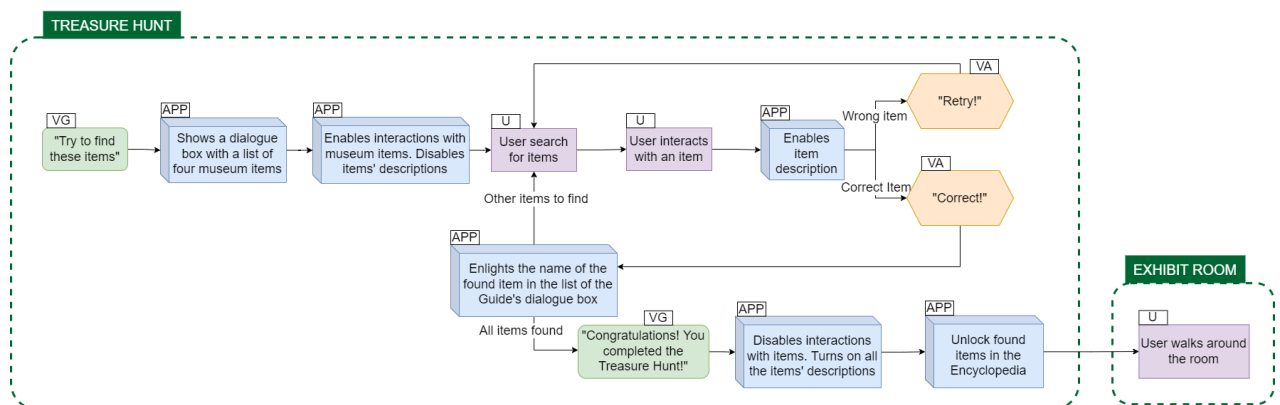 TREASURE HUNT
VG
"Try to find
these items"
APP
Shows a dialogue
box with a list of
four museum items
APP
Enables interactions with
museum items. Disables
items' descriptions
U
User search
for items
U
User interacts
with an item
APP
Enables
item
description
Wrong item
VA
"Retry!"
Correct Item
VA
"Correct!"
Other items to find
APP
Enlights the name of the
found item in the list of the
Guide's dialogue box
All items found
VG
"Congratulations! You
completed the
Treasure Hunt!"
APP
Disables interactions
with items. Turns on all
the items' descriptions
APP
Unlock found
items in the
Encyclopedia
EXHIBIT ROOM
U
User walks around
the room